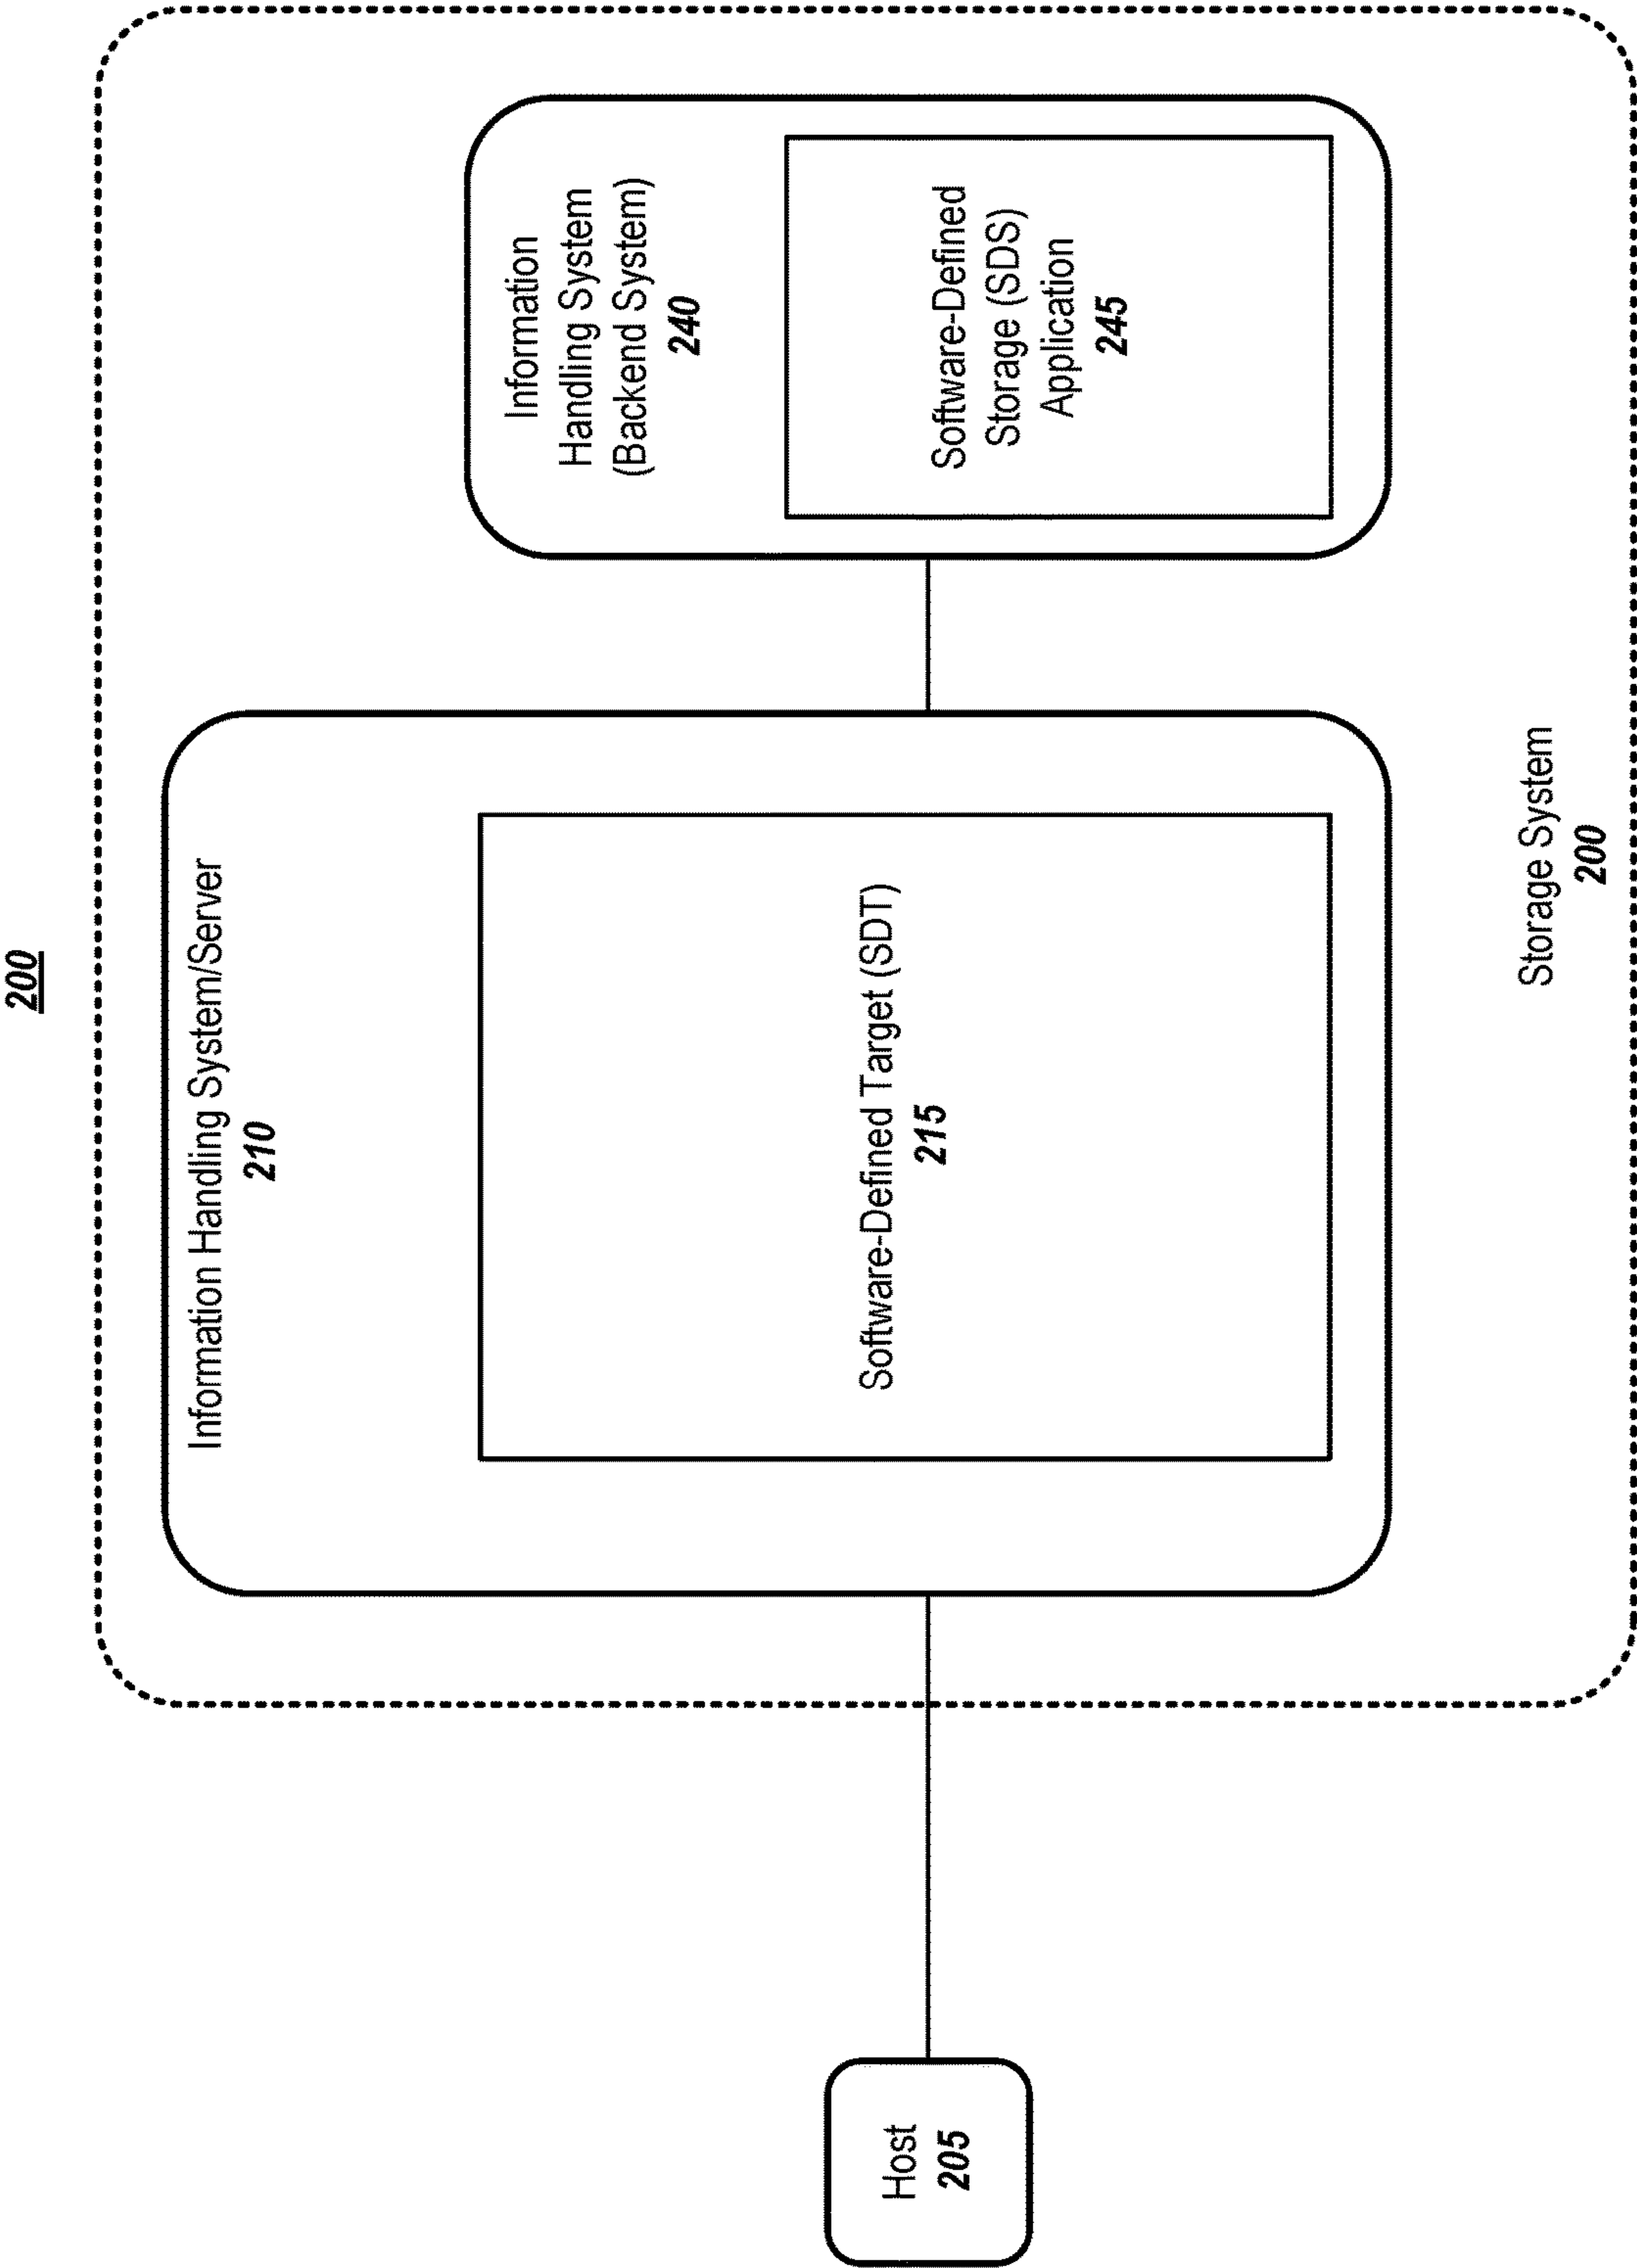 200
Host
205
Information Handling System/Server
210
Software-Defined Target (SDT)
215
Information
Handling System
(Backend System)
240
Software-Defined
Storage (SDS)
Application
245
Storage System
200